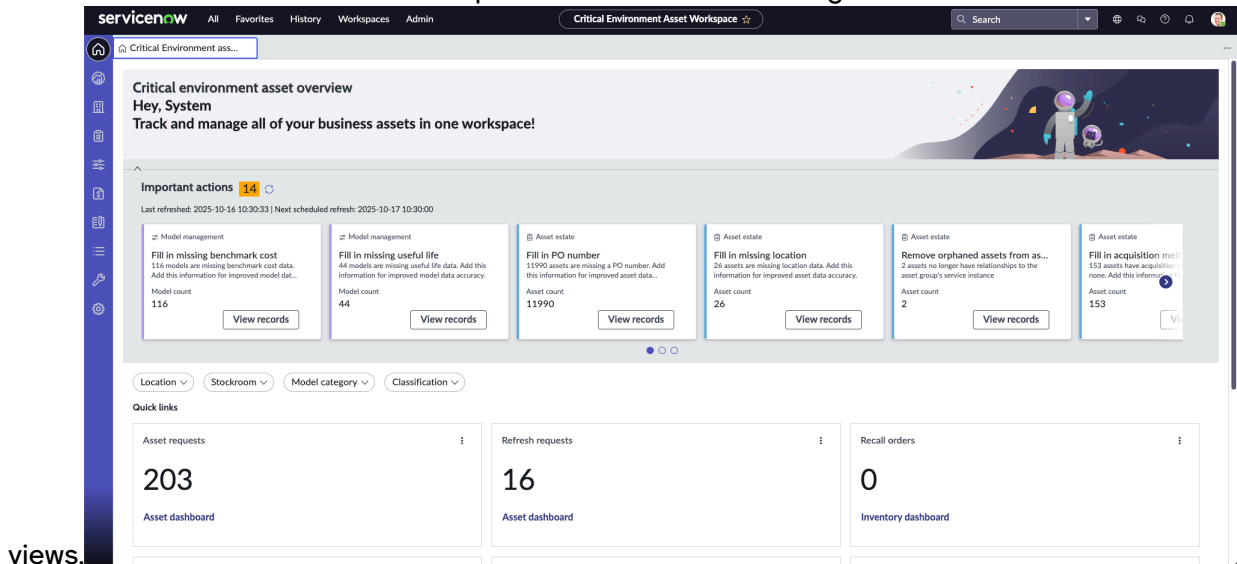 servicenow All Favorites History Workspaces Admin Critical Environment Asset Workspace Search
Critical Environment ass...
Critical environment asset overview
Hey, System
Track and manage all of your business assets in one workspace!
Important actions 14
Last refreshed: 2025-10-16 10:30:33 | Next scheduled refresh: 2025-10-17 10:30:00
Model management
Fill in missing benchmark cost
116 models are missing benchmark cost data.
Add this information for improved model dat...
Model count
116
View records
Model management
Fill in missing useful life
44 models are missing useful life data. Add this
information for improved model data accuracy.
Model count
44
View records
Asset estate
Fill in PO number
11990 assets are missing a PO number. Add
this information for improved asset data...
Asset count
11990
View records
Asset estate
Fill in missing location
26 assets are missing location data. Add this
information for improved asset data accuracy.
Asset count
26
View records
Asset estate
Remove orphaned assets from as...
2 assets no longer have relationships to the
asset group's service instance
Asset count
2
View records
Asset estate
Fill in acquisition
153 assets have acquisition
none. Add this
Asset count
153
Location Stockroom Model category Classification
Quick links
Asset requests
203
Asset dashboard
Refresh requests
16
Asset dashboard
Recall orders
0
Inventory dashboard
views.